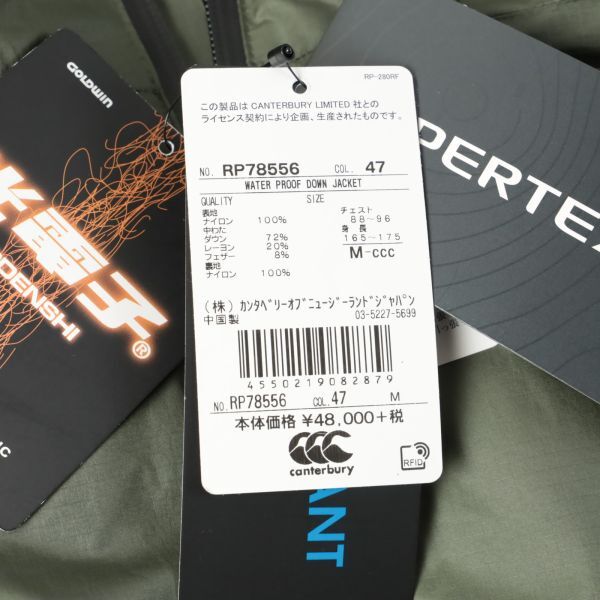 GOLDWIN
光電子®
DENSHI
RP-280RF
この製品は CANTERBURY LIMITED 社との
ライセンス契約により企画、生産されたものです。
NO. RP78556 COL. 47
WATER PROOF DOWN JACKET
QUALITY SIZE
表地 チェスト
ナイロン 100% 88~96
中わた 身長
ダウン 72% 165~175
レーヨン 20%
フェザー 8% M-CCC
裏地
ナイロン 100%
(株) カンタベリーオブニュージーランドジャパン
中国製 03-5227-5699
4550219082879
NO. RP78556 COL. 47 M
本体価格 ¥48,000+税
CCC
canterbury
RFID
PERTEX
ANT